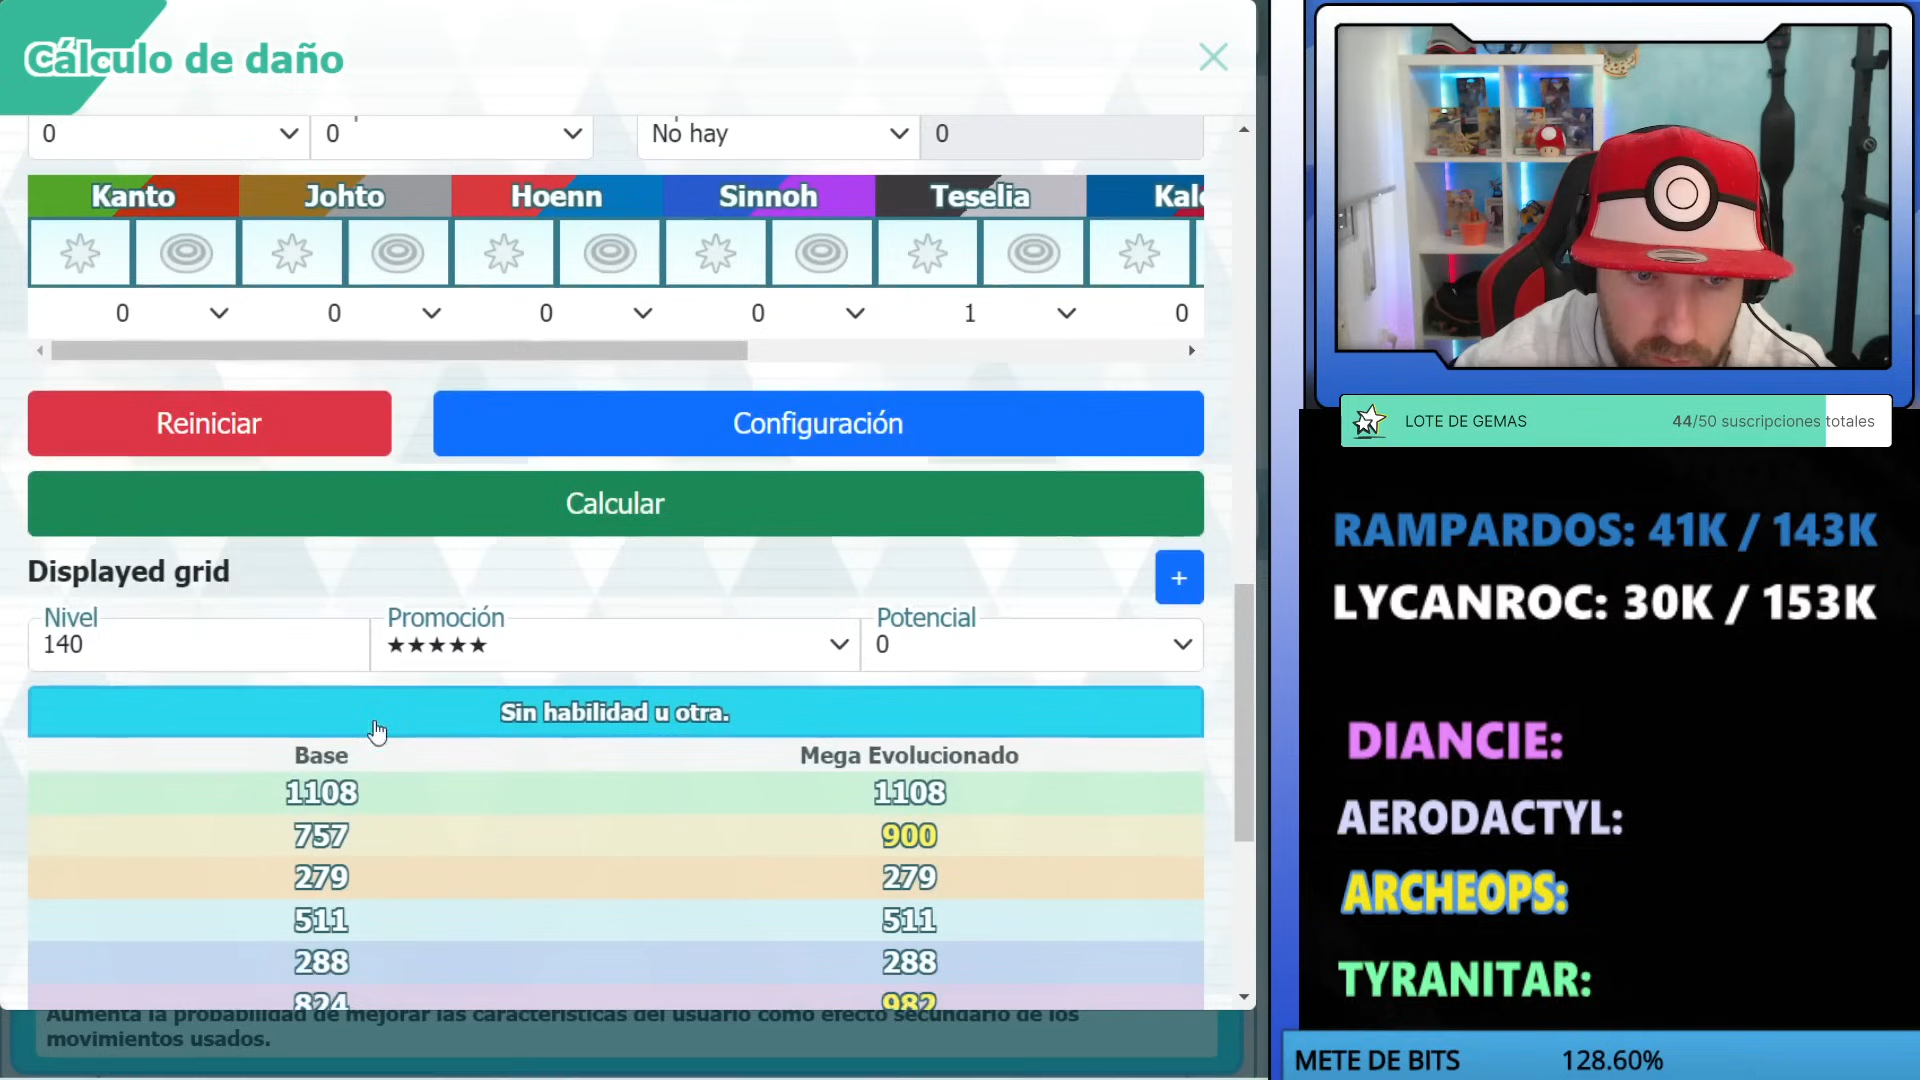 Cálculo de daño
0
0
No hay
0
Kanto
Johto
Hoenn
Sinnoh
Teselia
Kalo
0
0
0
0
1
0
Reiniciar
Configuración
Calcular
Displayed grid
+
Nivel
140
Promoción
★★★★★
Potencial
0
Sin habilidad u otra.
Base
Mega Evolucionado
1108
1108
757
900
279
279
511
511
288
288
824
982
Aumenta la probabilidad de mejorar las características del usuario como efecto secundario de los
movimientos usados.
LOTE DE GEMAS
44/50 suscripciones totales
RAMPARDOS: 41K / 143K
LYCANROC: 30K / 153K
DIANCIE:
AERODACTYL:
ARCHEOPS:
TYRANITAR:
METE DE BITS
128.60%